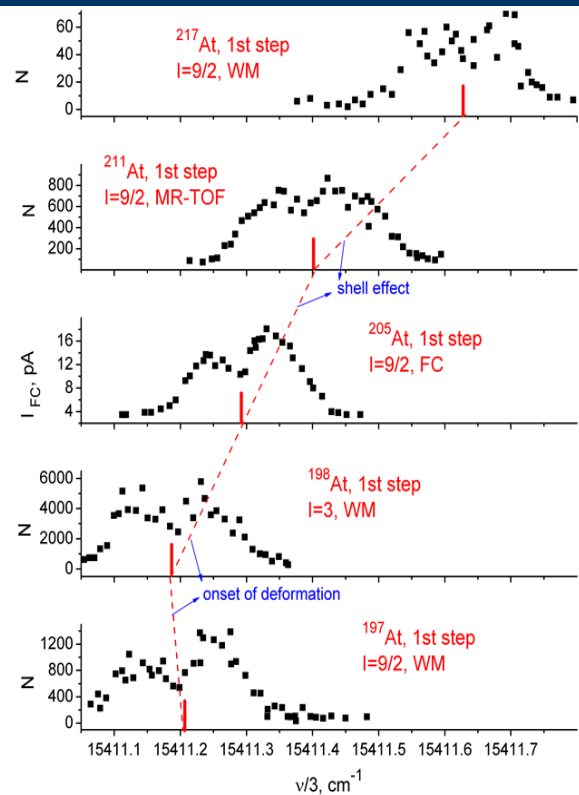 ²¹⁷At, 1st step
I=9/2, WM
N
60
40
20
0
²¹¹At, 1st step
I=9/2, MR-TOF
N
800
600
400
200
shell effect
²⁰⁵At, 1st step
I=9/2, FC
I_FC, pA
16
12
8
4
¹⁹⁸At, 1st step
I=3, WM
N
6000
4000
2000
0
onset of deformation
¹⁹⁷At, 1st step
I=9/2, WM
N
1200
800
400
0
15411.1 15411.2 15411.3 15411.4 15411.5 15411.6 15411.7
ν/3, cm⁻¹